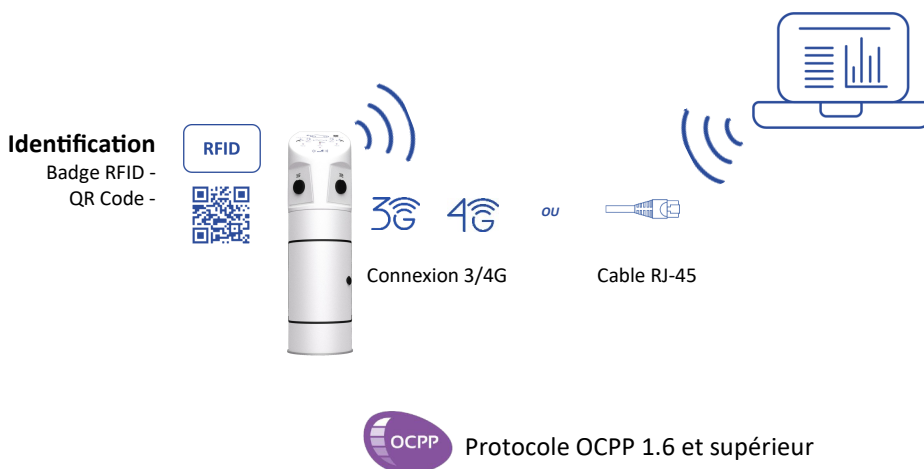 Identification
Badge RFID -
QR Code -
RFID
3G
4G
ou
Connexion 3/4G
Cable RJ-45
OCPP
Protocole OCPP 1.6 et supérieur